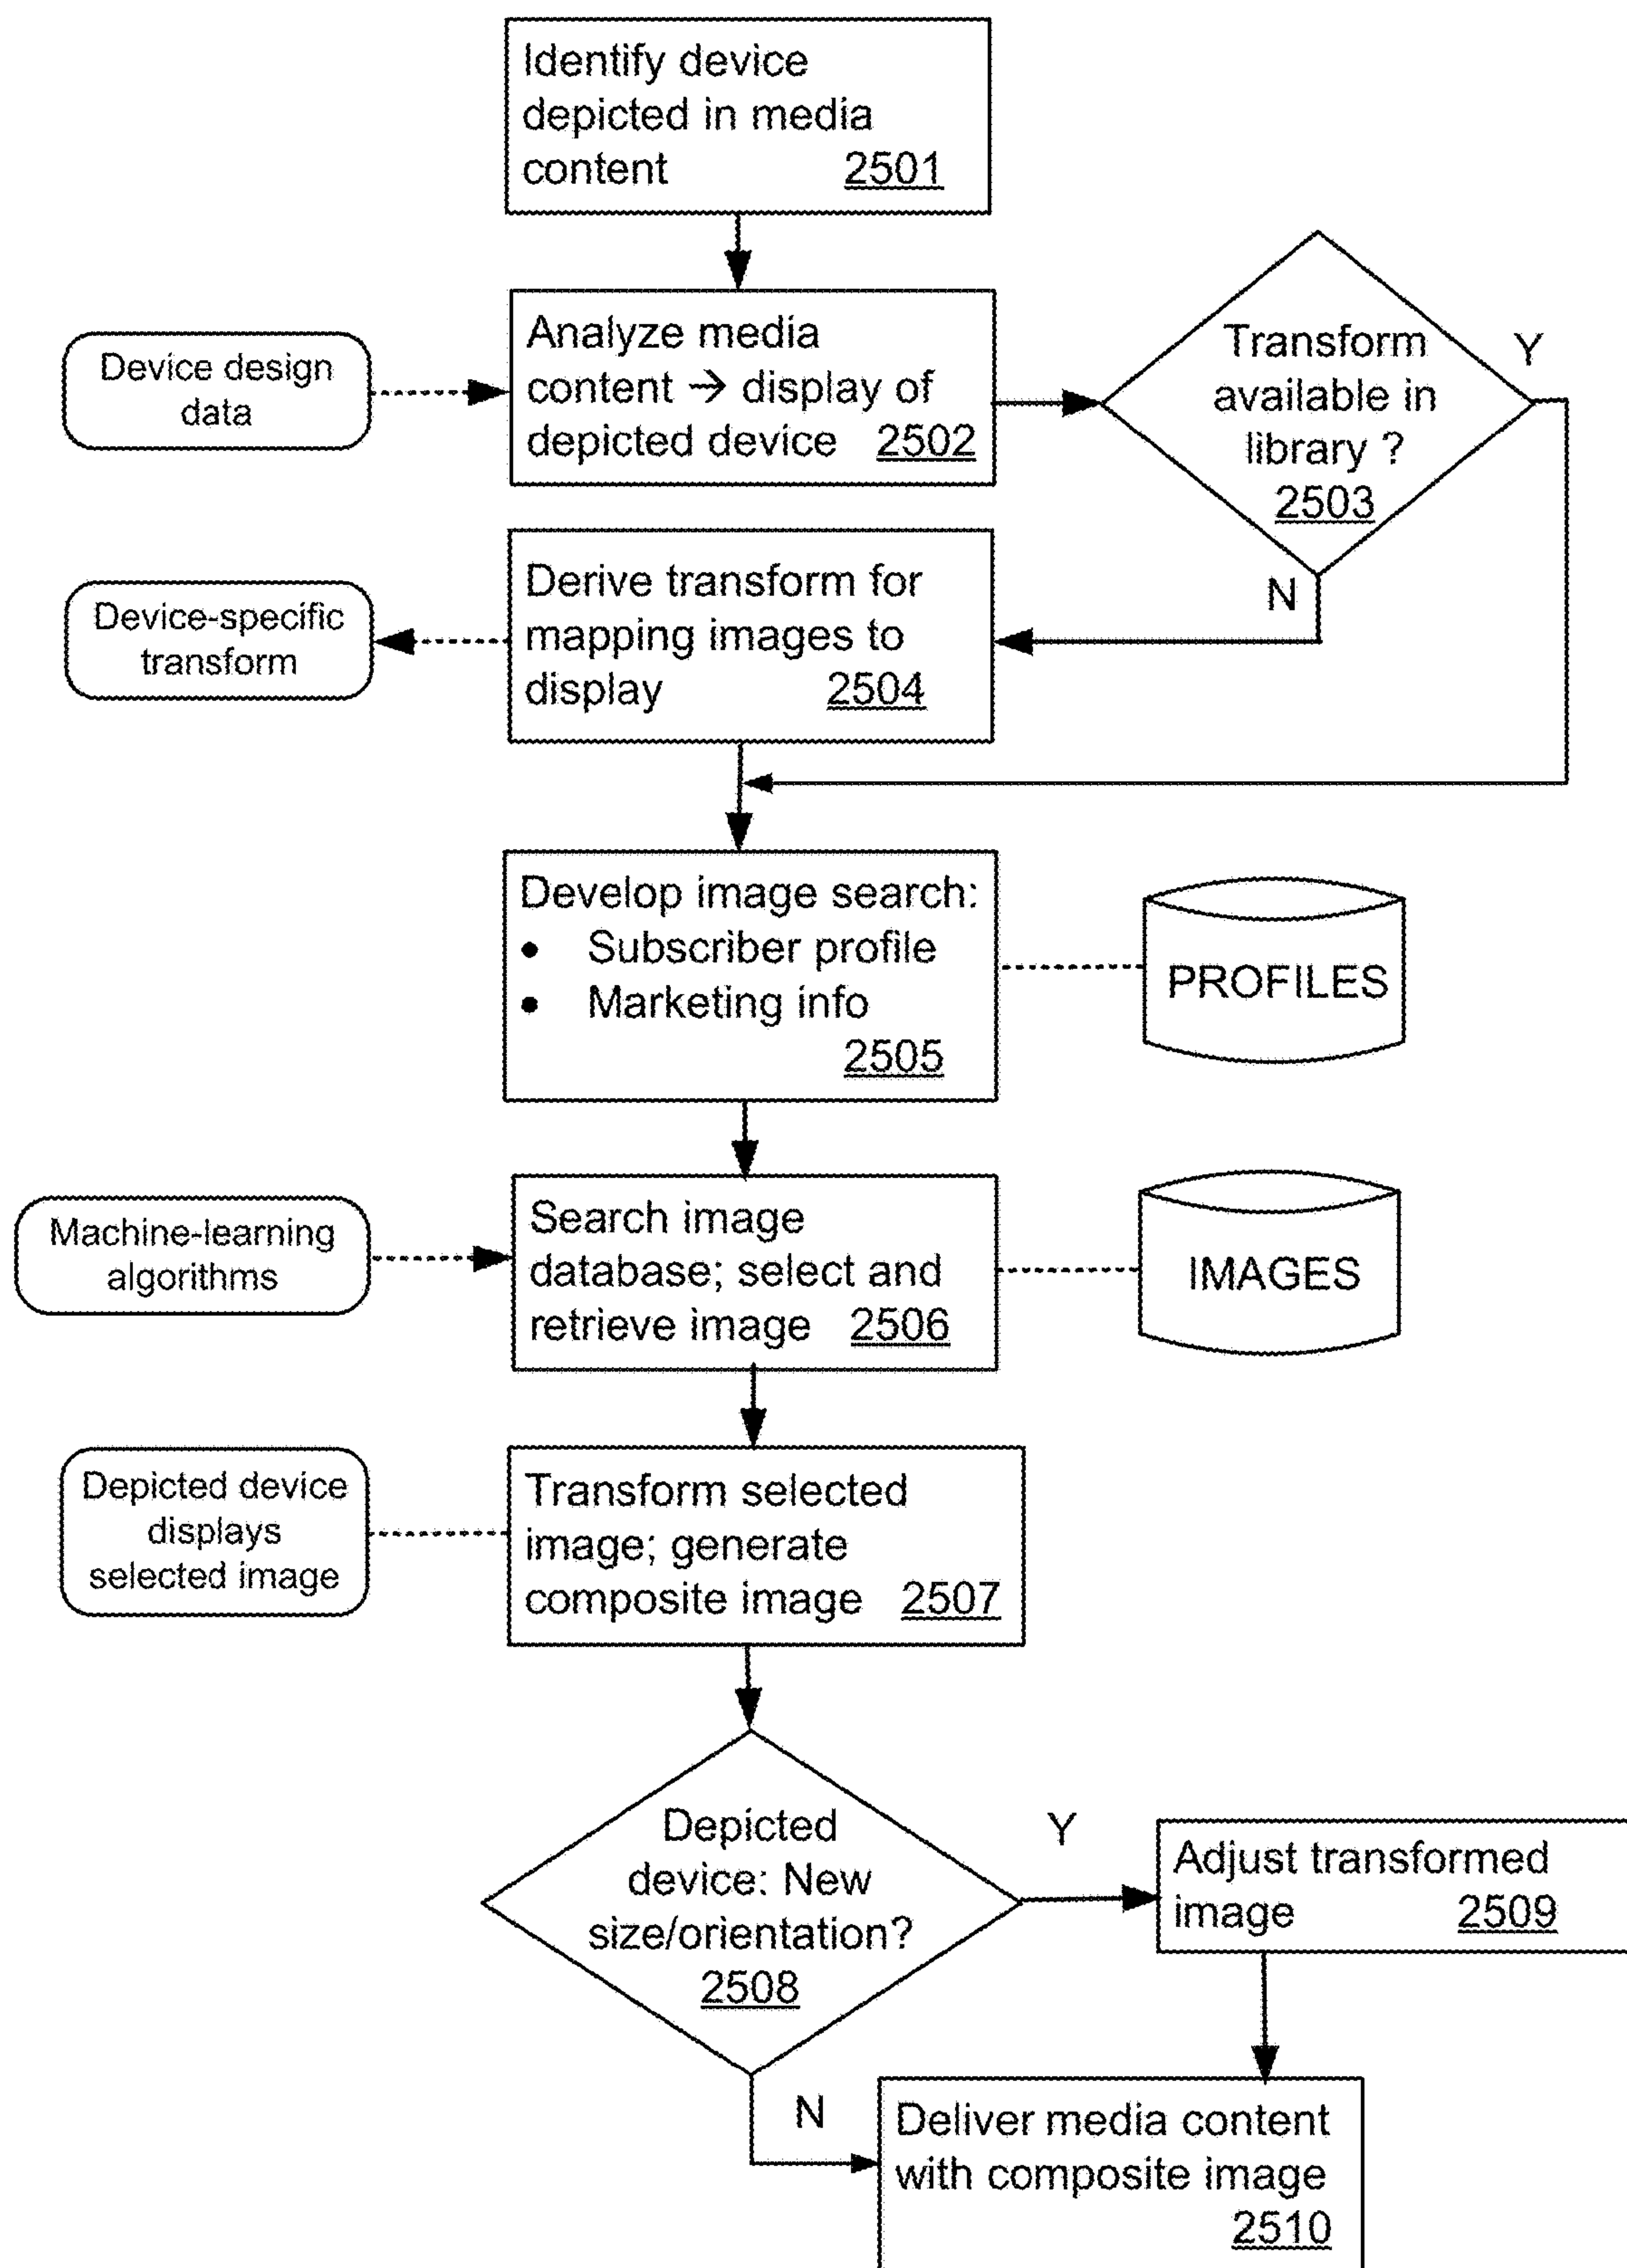 Identify device
depicted in media
content 2501
Analyze media
content → display of
depicted device 2502
Device design
data
Transform
available in
library ?
2503
Y
N
Derive transform for
mapping images to
display 2504
Device-specific
transform
Develop image search:
• Subscriber profile
• Marketing info
2505
PROFILES
Machine-learning
algorithms
Search image
database; select and
retrieve image 2506
IMAGES
Depicted device
displays
selected image
Transform selected
image; generate
composite image 2507
Depicted
device: New
size/orientation?
2508
Y
Adjust transformed
image 2509
N
Deliver media content
with composite image
2510